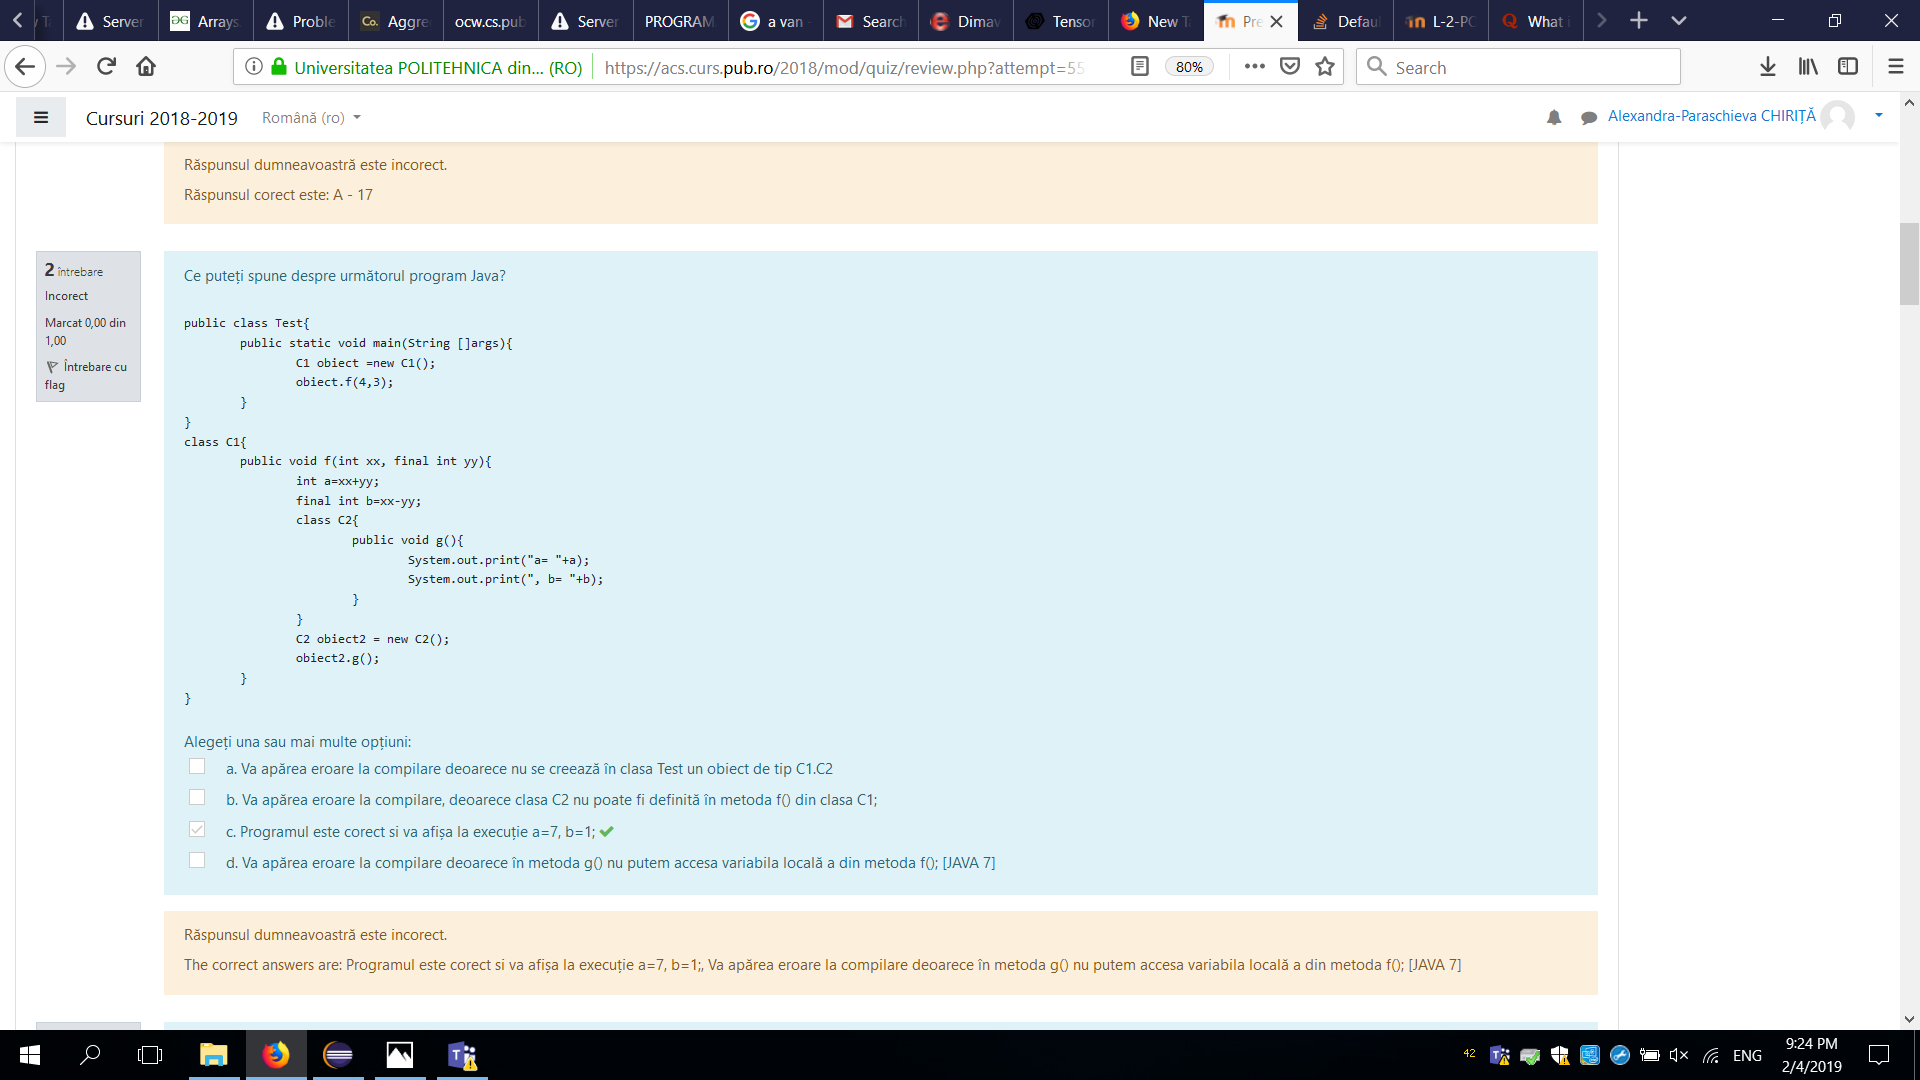 Server
Arrays
Proble
Aggre
ocw.cs.pub
Server
PROGRAM
a van
Search
Dimav
Tensor
New T
Pre
Defaul
L-2-PC
What i
Universitatea POLITEHNICA din... (RO)
https://acs.curs.pub.ro/2018/mod/quiz/review.php?attempt=55
80%
Search
Cursuri 2018-2019
Română (ro)
Alexandra-Paraschieva CHIRIȚĂ
Răspunsul dumneavoastră este incorect.
Răspunsul corect este: A - 17
2 întrebare
Incorect
Marcat 0,00 din
1,00
Întrebare cu
flag
Ce puteți spune despre următorul program Java?
public class Test{
public static void main(String []args){
C1 obiect =new C1();
obiect.f(4,3);
}
}
class C1{
public void f(int xx, final int yy){
int a=xx+yy;
final int b=xx-yy;
class C2{
public void g(){
System.out.print("a= "+a);
System.out.print(", b= "+b);
}
}
C2 obiect2 = new C2();
obiect2.g();
}
}
Alegeți una sau mai multe opțiuni:
a. Va apărea eroare la compilare deoarece nu se creează în clasa Test un obiect de tip C1.C2
b. Va apărea eroare la compilare, deoarece clasa C2 nu poate fi definită în metoda f() din clasa C1;
c. Programul este corect si va afișa la execuție a=7, b=1;
d. Va apărea eroare la compilare deoarece în metoda g() nu putem accesa variabila locală a din metoda f(); [JAVA 7]
Răspunsul dumneavoastră este incorect.
The correct answers are: Programul este corect si va afișa la execuție a=7, b=1;, Va apărea eroare la compilare deoarece în metoda g() nu putem accesa variabila locală a din metoda f(); [JAVA 7]
42
ENG
9:24 PM
2/4/2019